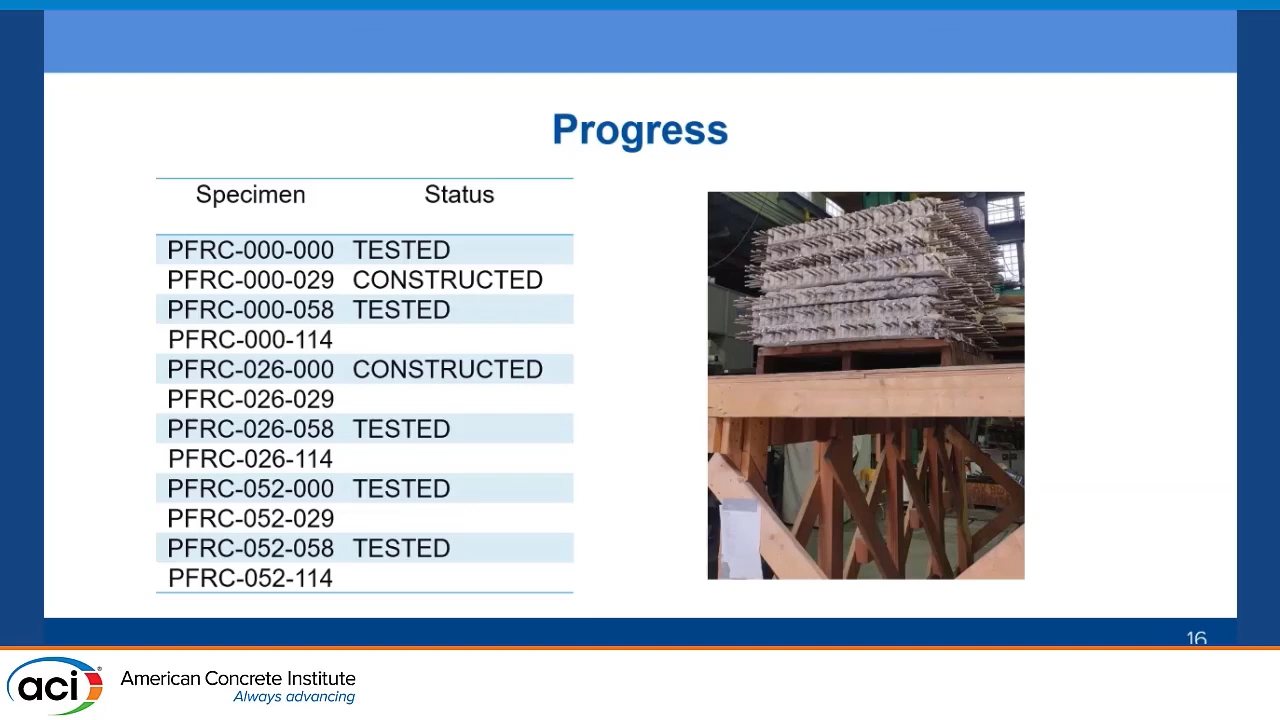 Progress
Specimen Status
PFRC-000-000 TESTED
PFRC-000-029 CONSTRUCTED
PFRC-000-058 TESTED
PFRC-000-114
PFRC-026-000 CONSTRUCTED
PFRC-026-029
PFRC-026-058 TESTED
PFRC-026-114
PFRC-052-000 TESTED
PFRC-052-029
PFRC-052-058 TESTED
PFRC-052-114
16
aci® American Concrete Institute
Always advancing